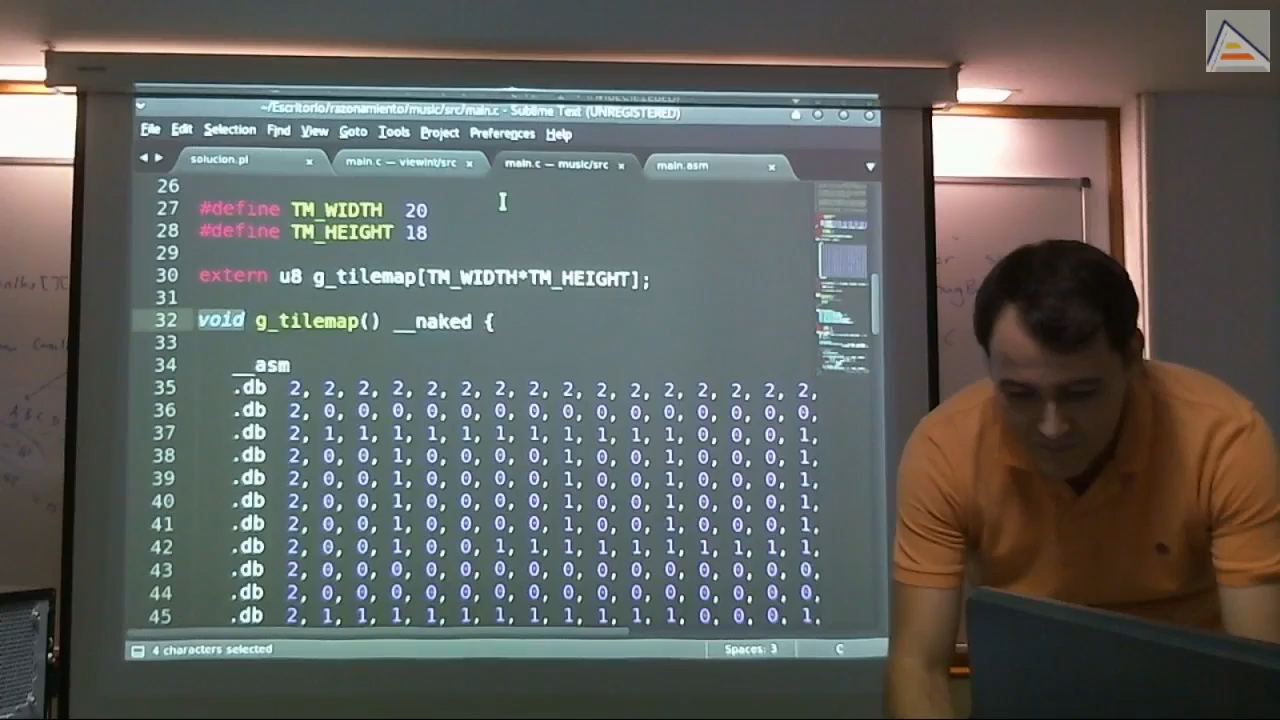 ~/Escritorio/razonamiento/music/src/main.c - Sublime Text (UNREGISTERED)
File Edit Selection Find View Goto Tools Project Preferences Help
solucion.pl × main.c — viewint/src × main.c — music/src × main.asm ×
26
27 #define TM_WIDTH 20
28 #define TM_HEIGHT 18
29
30 extern u8 g_tilemap[TM_WIDTH*TM_HEIGHT];
31
32 void g_tilemap() __naked {
33
34 __asm
35 .db 2, 2, 2, 2, 2, 2, 2, 2, 2, 2, 2, 2, 2, 2, 2, 2,
36 .db 2, 0, 0, 0, 0, 0, 0, 0, 0, 0, 0, 0, 0, 0, 0, 0,
37 .db 2, 1, 1, 1, 1, 1, 1, 1, 1, 1, 1, 1, 0, 0, 0, 1,
38 .db 2, 0, 0, 1, 0, 0, 0, 0, 1, 0, 0, 1, 0, 0, 0, 1,
39 .db 2, 0, 0, 1, 0, 0, 0, 0, 1, 0, 0, 1, 0, 0, 0, 1,
40 .db 2, 0, 0, 1, 0, 0, 0, 0, 1, 0, 0, 1, 0, 0, 0, 1,
41 .db 2, 0, 0, 1, 0, 0, 0, 0, 1, 0, 0, 1, 0, 0, 0, 1,
42 .db 2, 0, 0, 1, 0, 0, 1, 1, 1, 1, 1, 1, 1, 1, 1, 1,
43 .db 2, 0, 0, 0, 0, 0, 0, 0, 0, 0, 0, 0, 0, 0, 0, 0,
44 .db 2, 0, 0, 0, 0, 0, 0, 0, 0, 0, 0, 0, 0, 0, 0, 0,
45 .db 2, 1, 1, 1, 1, 1, 1, 1, 1, 1, 1, 1, 0, 0, 0, 1,
4 characters selected Spaces: 3 C